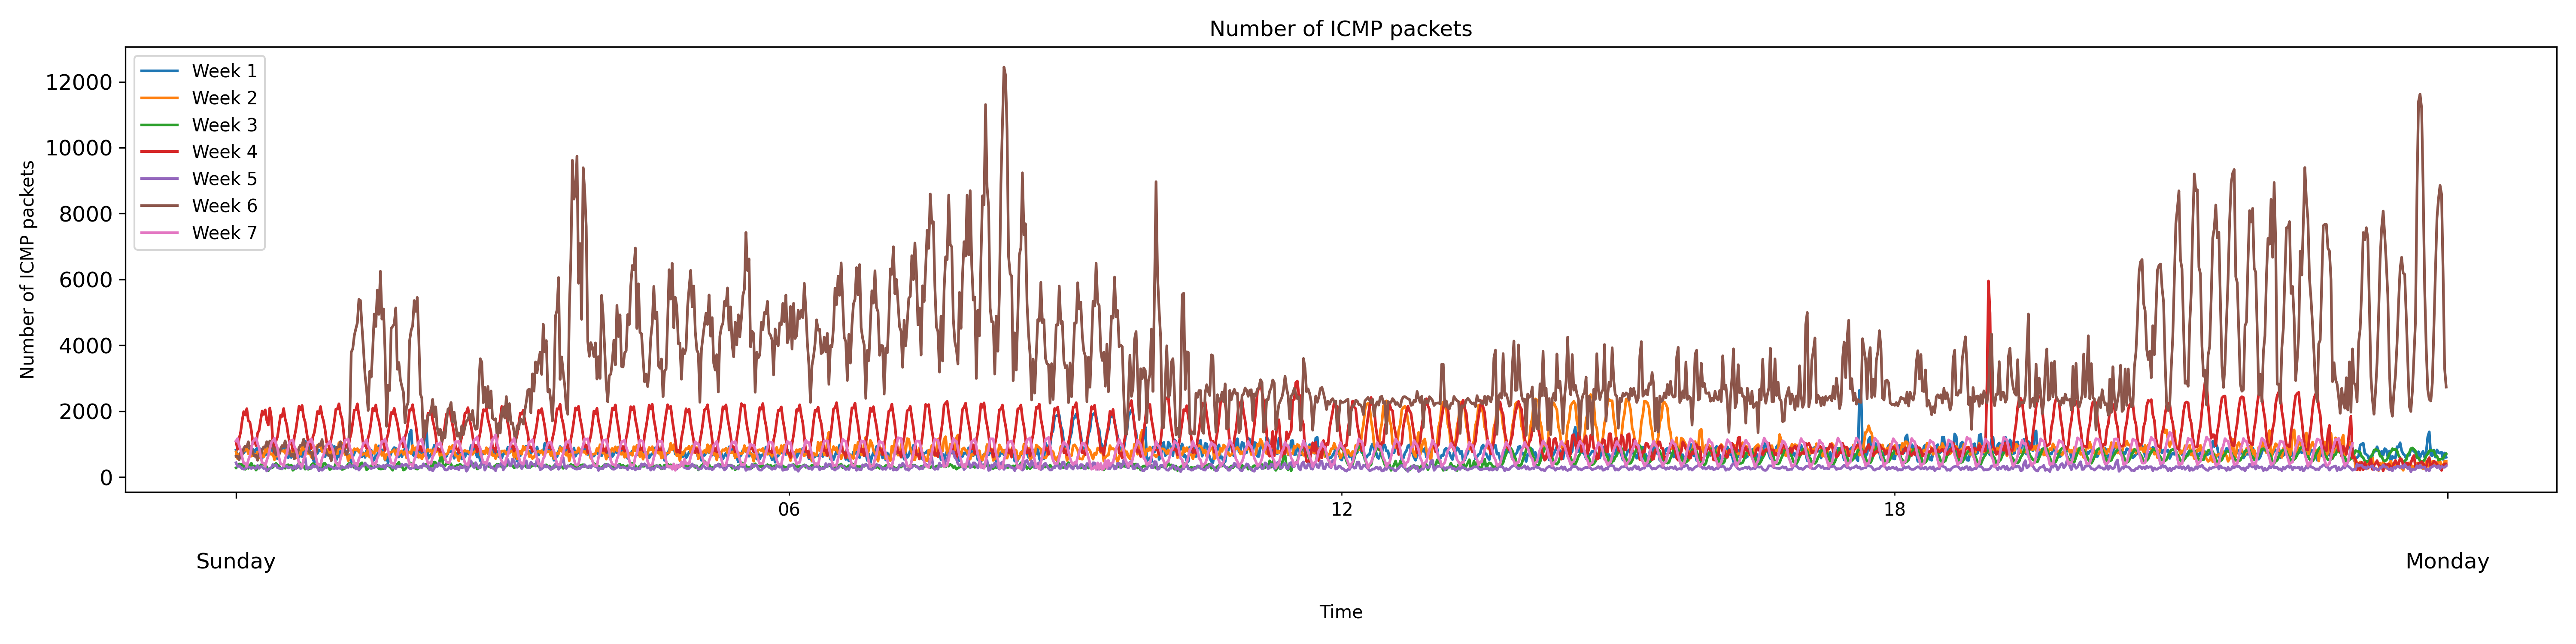 Number of ICMP packets
Number of ICMP packets
12000
10000
8000
6000
4000
2000
0
Week 1
Week 2
Week 3
Week 4
Week 5
Week 6
Week 7
06
12
18
Sunday
Monday
Time